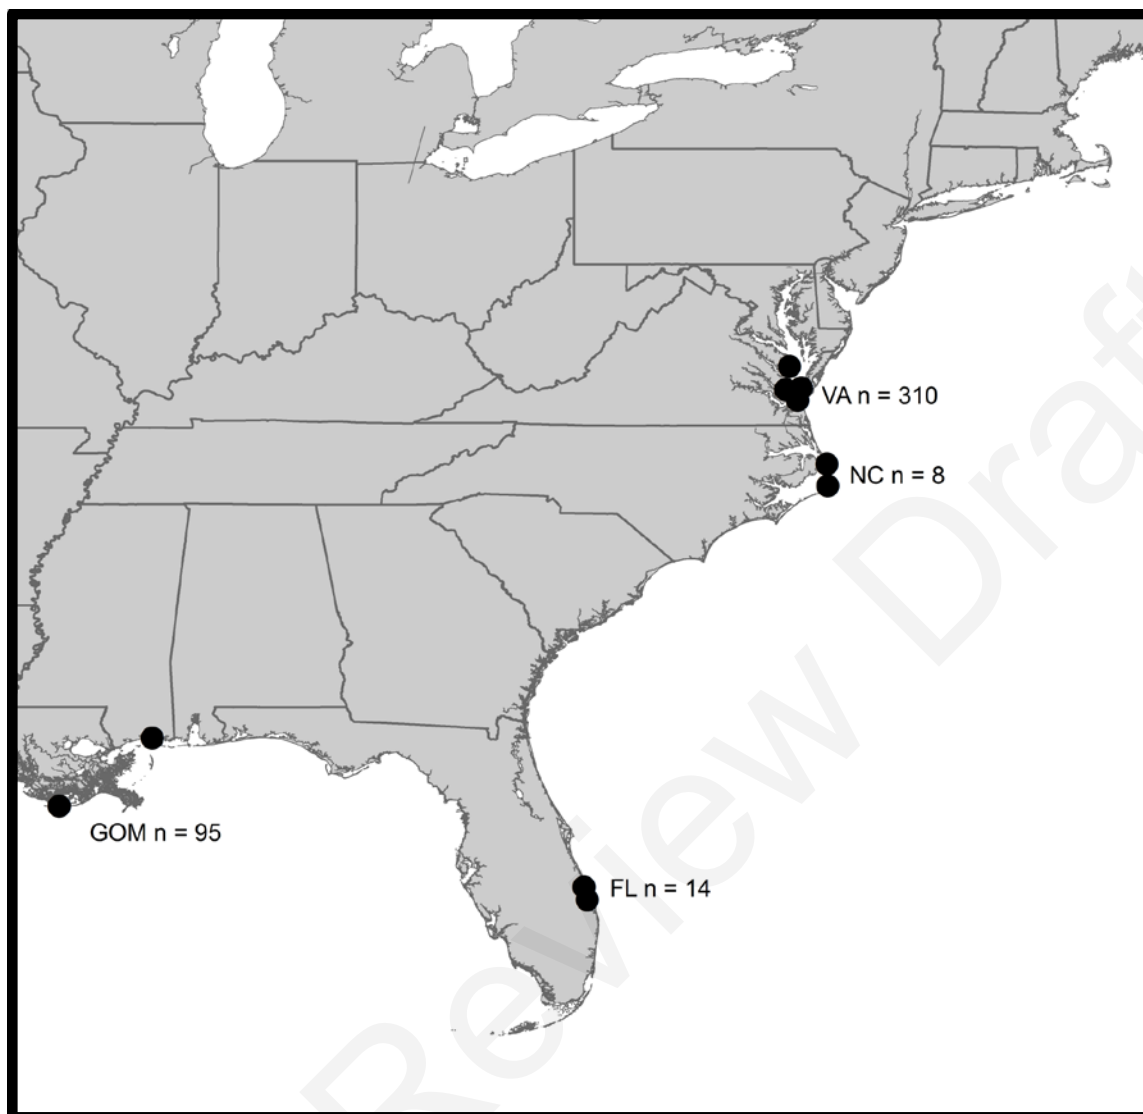 VA n = 310
NC n = 8
GOM n = 95
FL n = 14
Review Draft